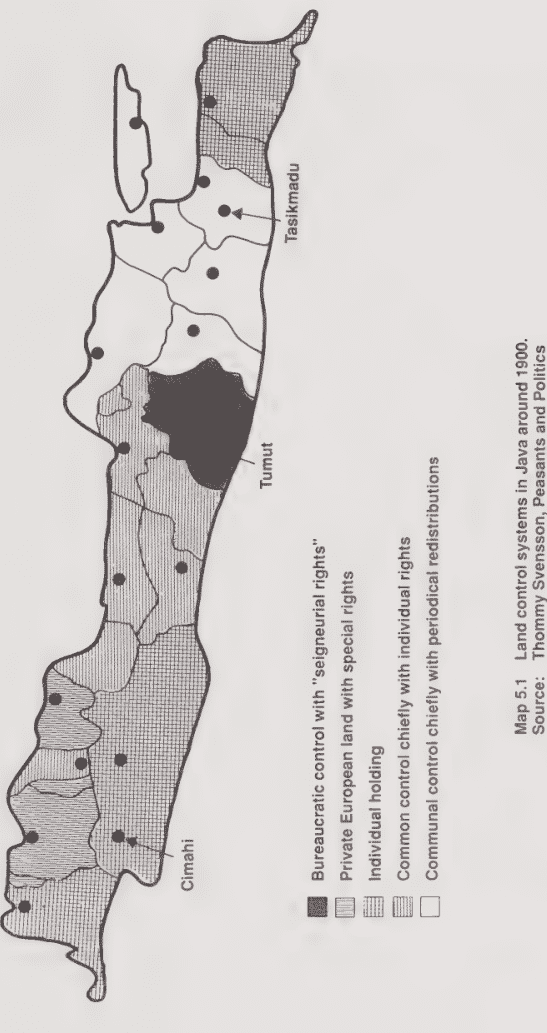 Cimahi
Tumut
Tasikmadu
Bureaucratic control with "seigneurial rights"
Private European land with special rights
Individual holding
Common control chiefly with individual rights
Communal control chiefly with periodical redistributions
Map 5.1 Land control systems in Java around 1900.
Source: Thommy Svensson, Peasants and Politics